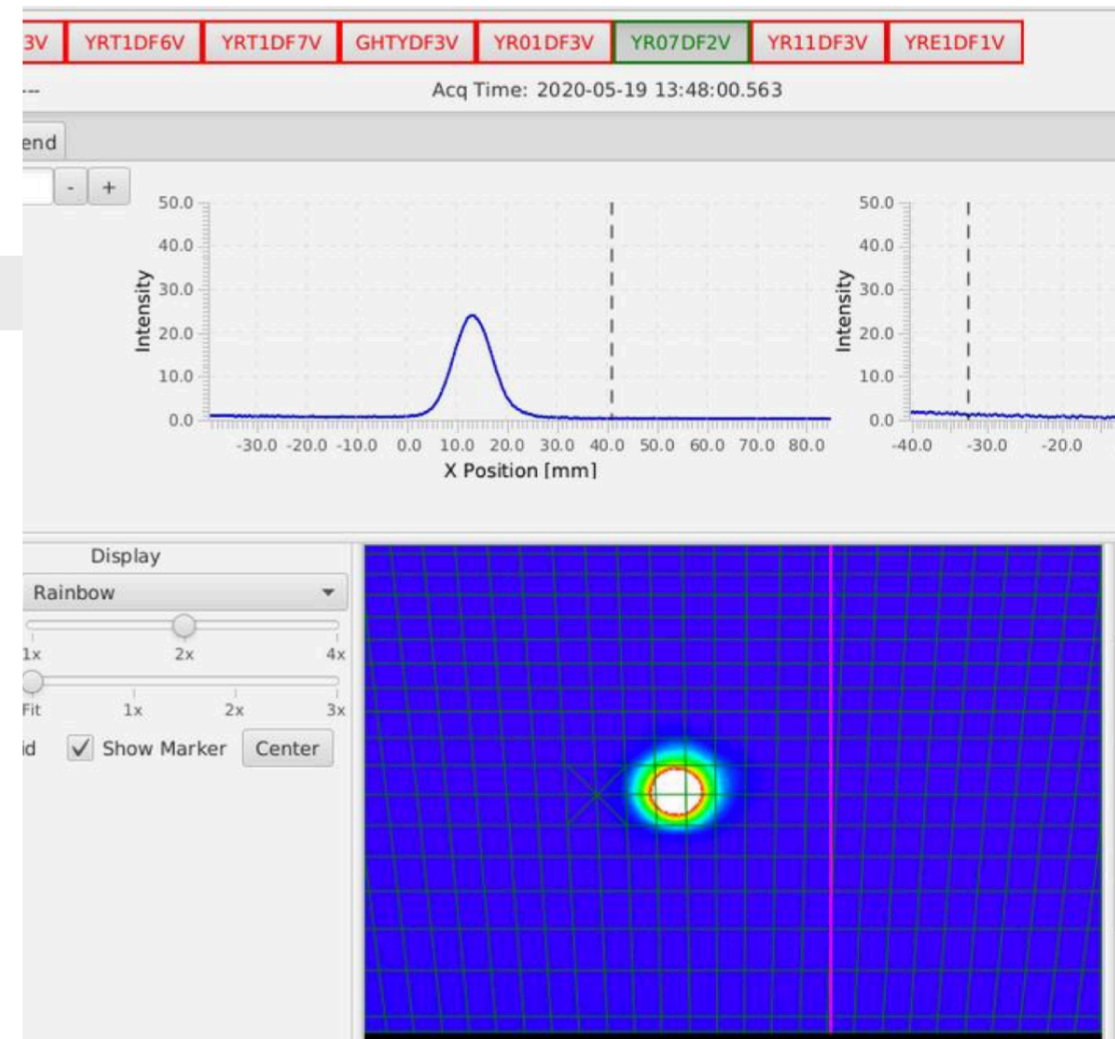 3V YRT1DF6V YRT1DF7V GHTYDF3V YR01DF3V YR07DF2V YR11DF3V YRE1DF1V
--- Acq Time: 2020-05-19 13:48:00.563
end
- +
50.0
40.0
30.0
20.0
10.0
0.0
Intensity
-30.0 -20.0 -10.0 0.0 10.0 20.0 30.0 40.0 50.0 60.0 70.0 80.0
X Position [mm]
50.0
40.0
30.0
20.0
10.0
0.0
Intensity
-40.0 -30.0 -20.0
Display
Rainbow
1x 2x 4x
Fit 1x 2x 3x
id Show Marker Center